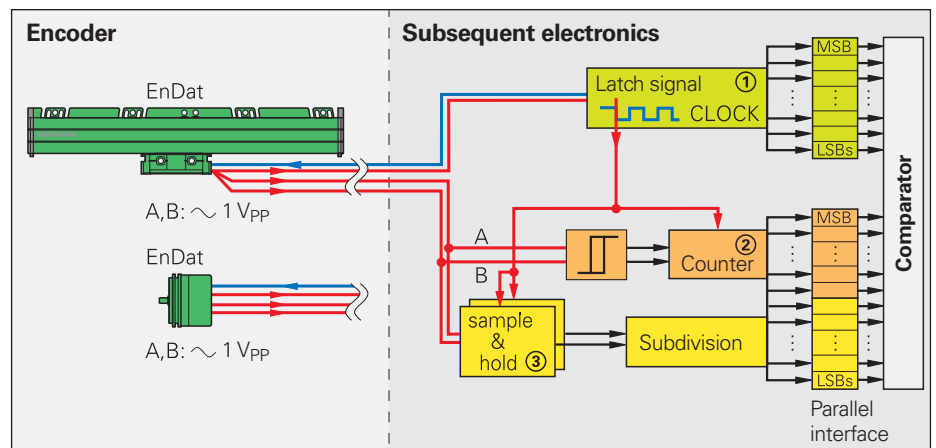 Encoder
EnDat
A,B: ∼ 1 VPP
EnDat
A,B: ∼ 1 VPP
Subsequent electronics
Latch signal ①
CLOCK
A
B
② Counter
sample
&
hold ③
Subdivision
MSB
LSBs
MSB
LSBs
Parallel
interface
Comparator